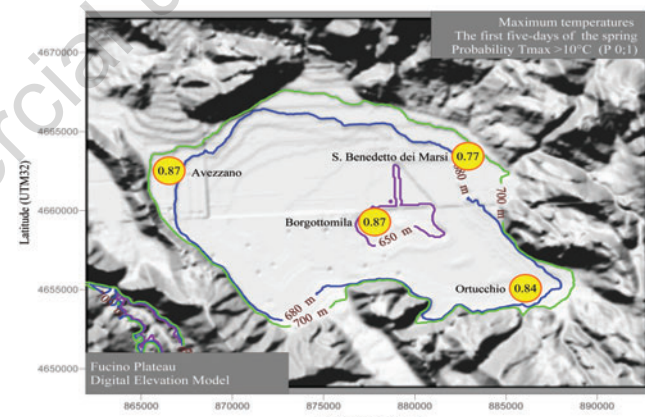 Maximum temperatures
The first five-days of the spring
Probability Tmax >10°C (P 0;1)
4670000
4665000
4660000
4655000
4650000
Latitude (UTM32)
0.87 Avezzano
S. Benedetto dei Marsi 0.77
680 m
700 m
Borgottomila 0.87
650 m
Ortucchio 0.84
680 m
700 m
Fucino Plateau
Digital Elevation Model
865000 870000 875000 880000 885000 890000